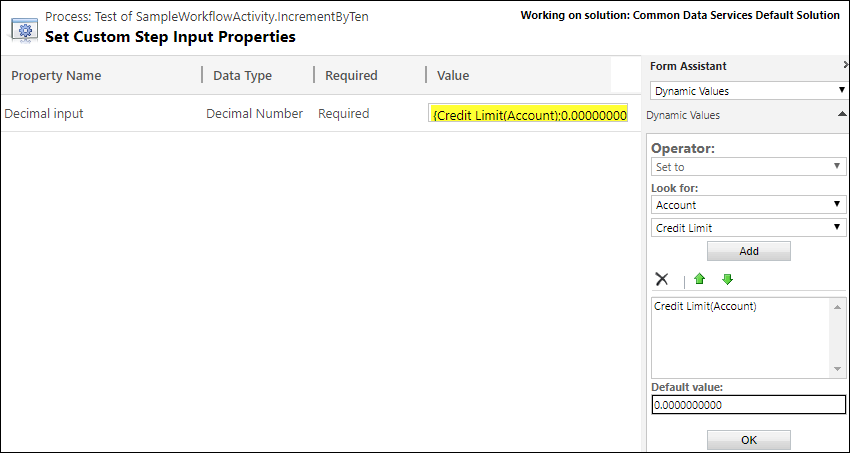 Process: Test of SampleWorkflowActivity.IncrementByTen
Working on solution: Common Data Services Default Solution
Set Custom Step Input Properties
Property Name Data Type Required Value
Decimal input Decimal Number Required {Credit Limit(Account);0.00000000
Form Assistant
Dynamic Values
Dynamic Values
Operator:
Set to
Look for:
Account
Credit Limit
Add
Credit Limit(Account)
Default value:
0.0000000000
OK